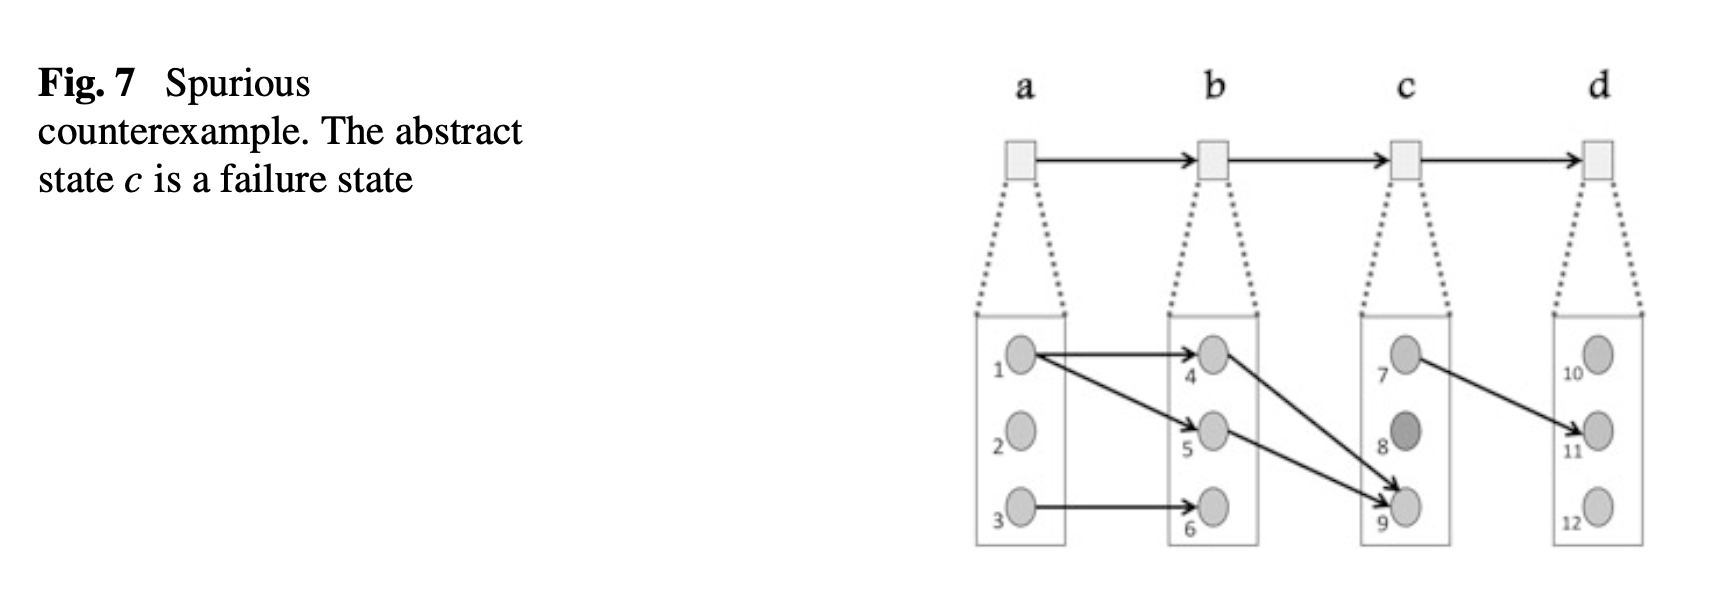 Fig. 7 Spurious
counterexample. The abstract
state c is a failure state
a b c d
1 4 7 10
2 5 8 11
3 6 9 12